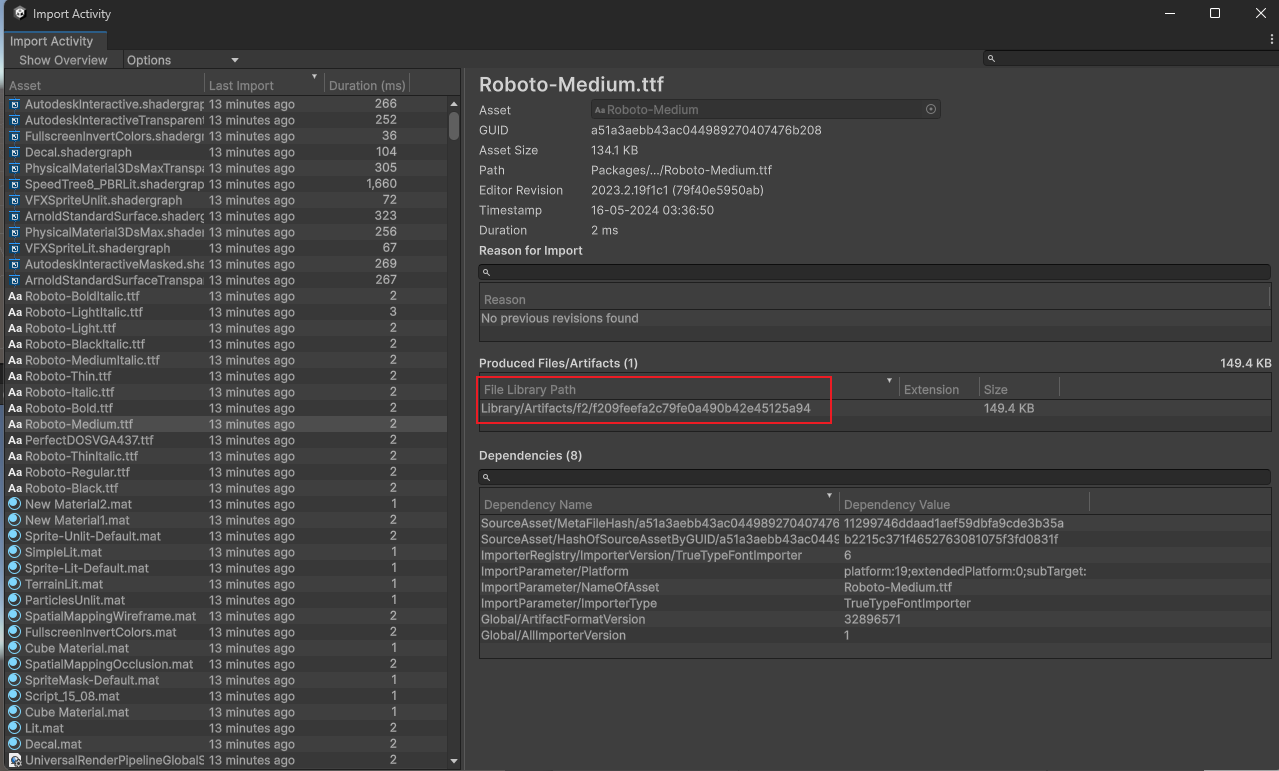 Import Activity
Import Activity
Show Overview Options
Asset Last Import Duration (ms)
AutodeskInteractive.shadergrap 13 minutes ago 266
AutodeskInteractiveTransparent 13 minutes ago 252
FullscreenInvertColors.shadergr 13 minutes ago 36
Decal.shadergraph 13 minutes ago 104
PhysicalMaterial3DsMaxTranspa 13 minutes ago 305
SpeedTree8_PBRLit.shadergrap 13 minutes ago 1,660
VFXSpriteUnlit.shadergraph 13 minutes ago 72
ArnoldStandardSurface.shaderg 13 minutes ago 323
PhysicalMaterial3DsMax.shader 13 minutes ago 256
VFXSpriteLit.shadergraph 13 minutes ago 67
AutodeskInteractiveMasked.sha 13 minutes ago 269
ArnoldStandardSurfaceTranspa 13 minutes ago 267
Aa Roboto-BoldItalic.ttf 13 minutes ago 2
Aa Roboto-LightItalic.ttf 13 minutes ago 3
Aa Roboto-Light.ttf 13 minutes ago 2
Aa Roboto-BlackItalic.ttf 13 minutes ago 2
Aa Roboto-MediumItalic.ttf 13 minutes ago 2
Aa Roboto-Thin.ttf 13 minutes ago 2
Aa Roboto-Italic.ttf 13 minutes ago 2
Aa Roboto-Bold.ttf 13 minutes ago 2
Aa Roboto-Medium.ttf 13 minutes ago 2
Aa PerfectDOSVGA437.ttf 13 minutes ago 2
Aa Roboto-ThinItalic.ttf 13 minutes ago 2
Aa Roboto-Regular.ttf 13 minutes ago 2
Aa Roboto-Black.ttf 13 minutes ago 2
New Material2.mat 13 minutes ago 1
New Material1.mat 13 minutes ago 2
Sprite-Unlit-Default.mat 13 minutes ago 2
SimpleLit.mat 13 minutes ago 1
Sprite-Lit-Default.mat 13 minutes ago 1
TerrainLit.mat 13 minutes ago 1
ParticlesUnlit.mat 13 minutes ago 1
SpatialMappingWireframe.mat 13 minutes ago 2
FullscreenInvertColors.mat 13 minutes ago 2
Cube Material.mat 13 minutes ago 1
SpatialMappingOcclusion.mat 13 minutes ago 2
SpriteMask-Default.mat 13 minutes ago 1
Script_15_08.mat 13 minutes ago 1
Cube Material.mat 13 minutes ago 1
Lit.mat 13 minutes ago 2
Decal.mat 13 minutes ago 2
UniversalRenderPipelineGlobalS 13 minutes ago 2
Roboto-Medium.ttf
Asset Aa Roboto-Medium
GUID a51a3aebb43ac044989270407476b208
Asset Size 134.1 KB
Path Packages/.../Roboto-Medium.ttf
Editor Revision 2023.2.19f1c1 (79f40e5950ab)
Timestamp 16-05-2024 03:36:50
Duration 2 ms
Reason for Import
Reason
No previous revisions found
Produced Files/Artifacts (1) 149.4 KB
File Library Path Extension Size
Library/Artifacts/f2/f209feefa2c79fe0a490b42e45125a94 149.4 KB
Dependencies (8)
Dependency Name Dependency Value
SourceAsset/MetaFileHash/a51a3aebb43ac044989270407476 11299746ddaad1aef59dbfa9cde3b35a
SourceAsset/HashOfSourceAssetByGUID/a51a3aebb43ac0449 b2215c371f4652763081075f3fd0831f
ImporterRegistry/ImporterVersion/TrueTypeFontImporter 6
ImportParameter/Platform platform:19;extendedPlatform:0;subTarget:
ImportParameter/NameOfAsset Roboto-Medium.ttf
ImportParameter/ImporterType TrueTypeFontImporter
Global/ArtifactFormatVersion 32896571
Global/AllImporterVersion 1